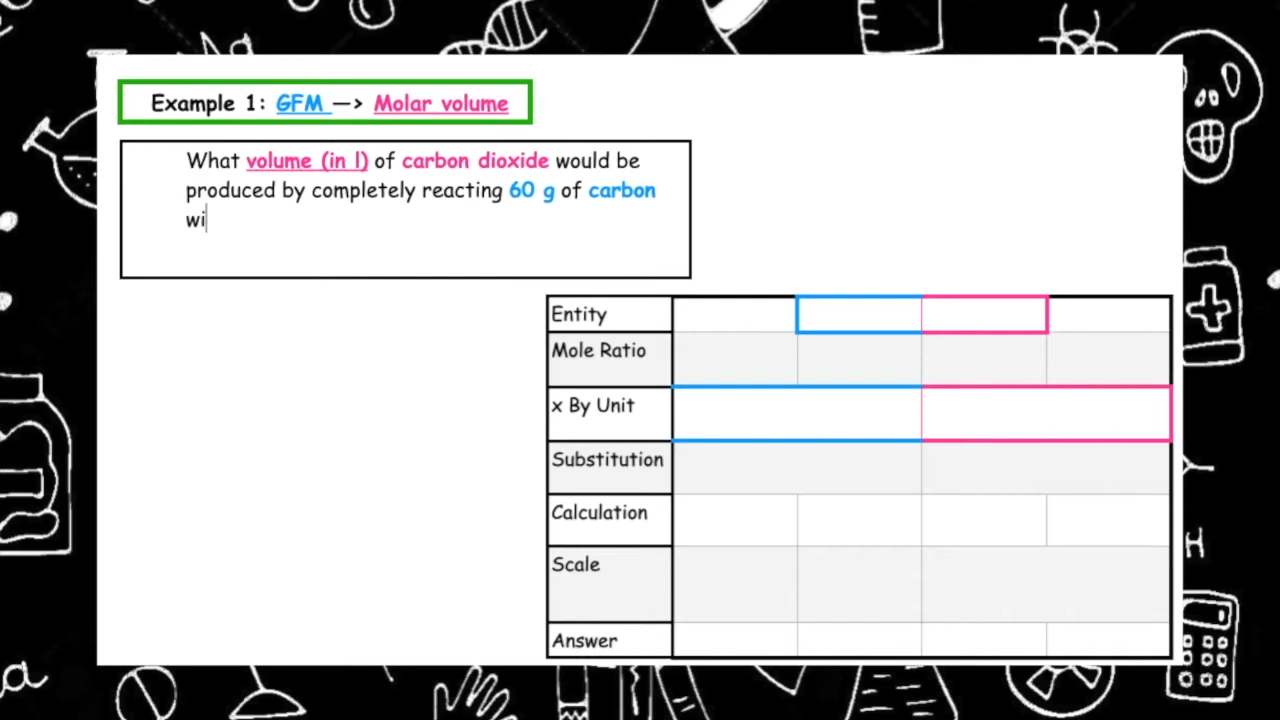 Example 1: GFM —> Molar volume
What volume (in l) of carbon dioxide would be
produced by completely reacting 60 g of carbon
wi
Entity
Mole Ratio
x By Unit
Substitution
Calculation
Scale
Answer